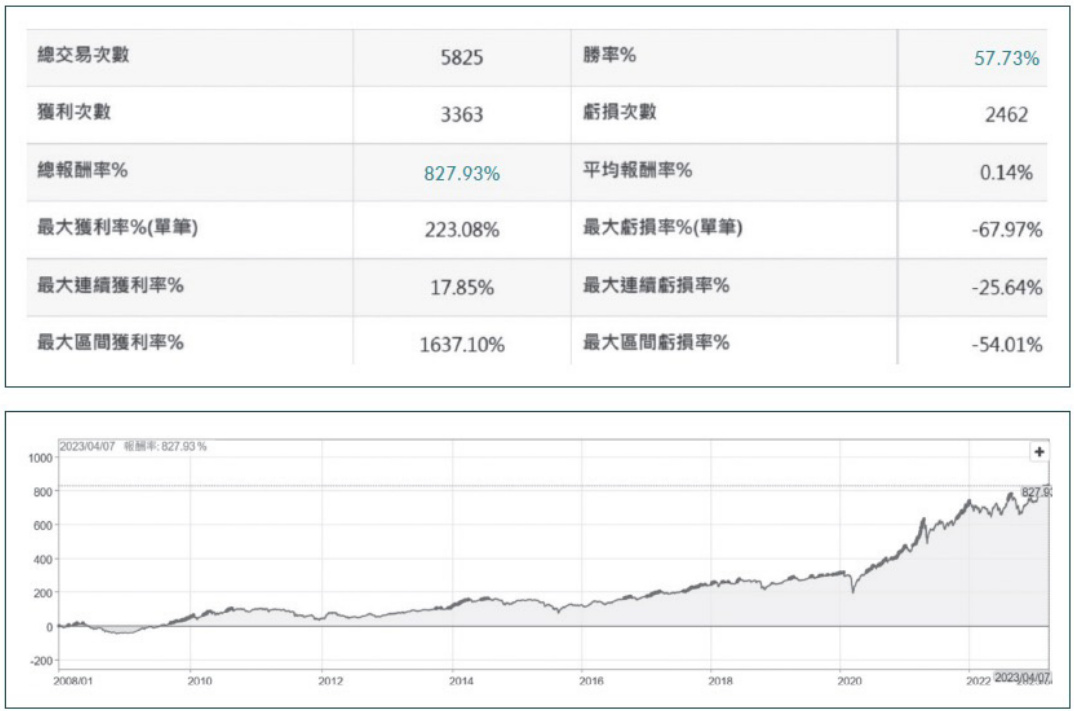 總交易次數 5825 勝率% 57.73%
獲利次數 3363 虧損次數 2462
總報酬率% 827.93% 平均報酬率% 0.14%
最大獲利率%(單筆) 223.08% 最大虧損率%(單筆) -67.97%
最大連續獲利率% 17.85% 最大連續虧損率% -25.64%
最大區間獲利率% 1637.10% 最大區間虧損率% -54.01%
2023/04/07 報酬率: 827.93 %
+
1000
800
827.93
600
400
200
0
-200
2008/01 2010 2012 2014 2016 2018 2020 2022 2023/04/07